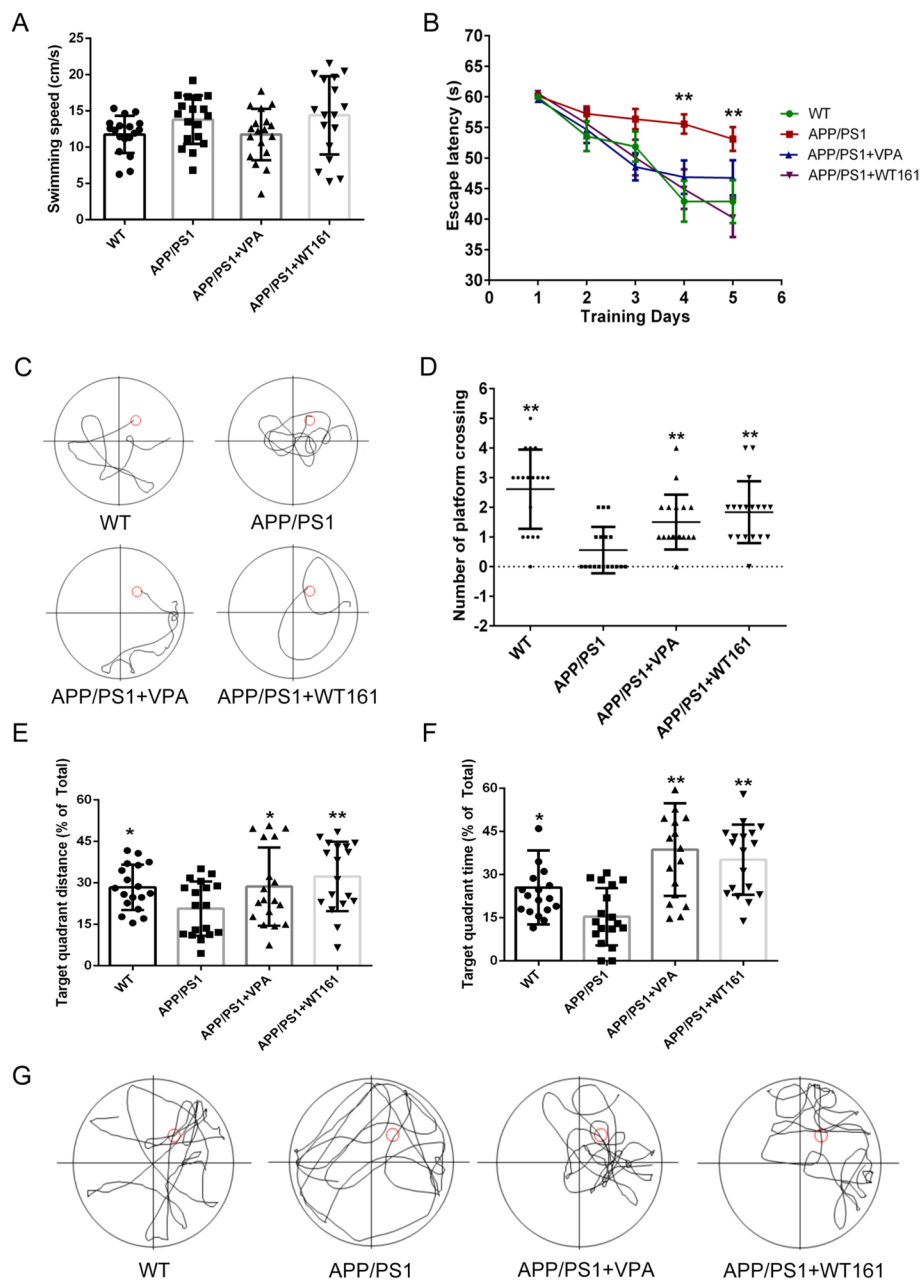 A
Swimming speed (cm/s)
25
20
15
10
5
0
WT
APP/PS1
APP/PS1+VPA
APP/PS1+WT161
B
Escape latency (s)
70
65
60
55
50
45
40
35
30
**
**
0 1 2 3 4 5 6
Training Days
WT
APP/PS1
APP/PS1+VPA
APP/PS1+WT161
C
WT
APP/PS1
APP/PS1+VPA
APP/PS1+WT161
D
Number of platform crossing
6
5
4
3
2
1
0
-1
-2
**
**
**
WT
APP/PS1
APP/PS1+VPA
APP/PS1+WT161
E
Target quadrant distance (% of Total)
60
45
30
15
0
*
*
**
WT
APP/PS1
APP/PS1+VPA
APP/PS1+WT161
F
Target quadrant time (% of Total)
60
45
30
15
0
*
**
**
WT
APP/PS1
APP/PS1+VPA
APP/PS1+WT161
G
WT
APP/PS1
APP/PS1+VPA
APP/PS1+WT161